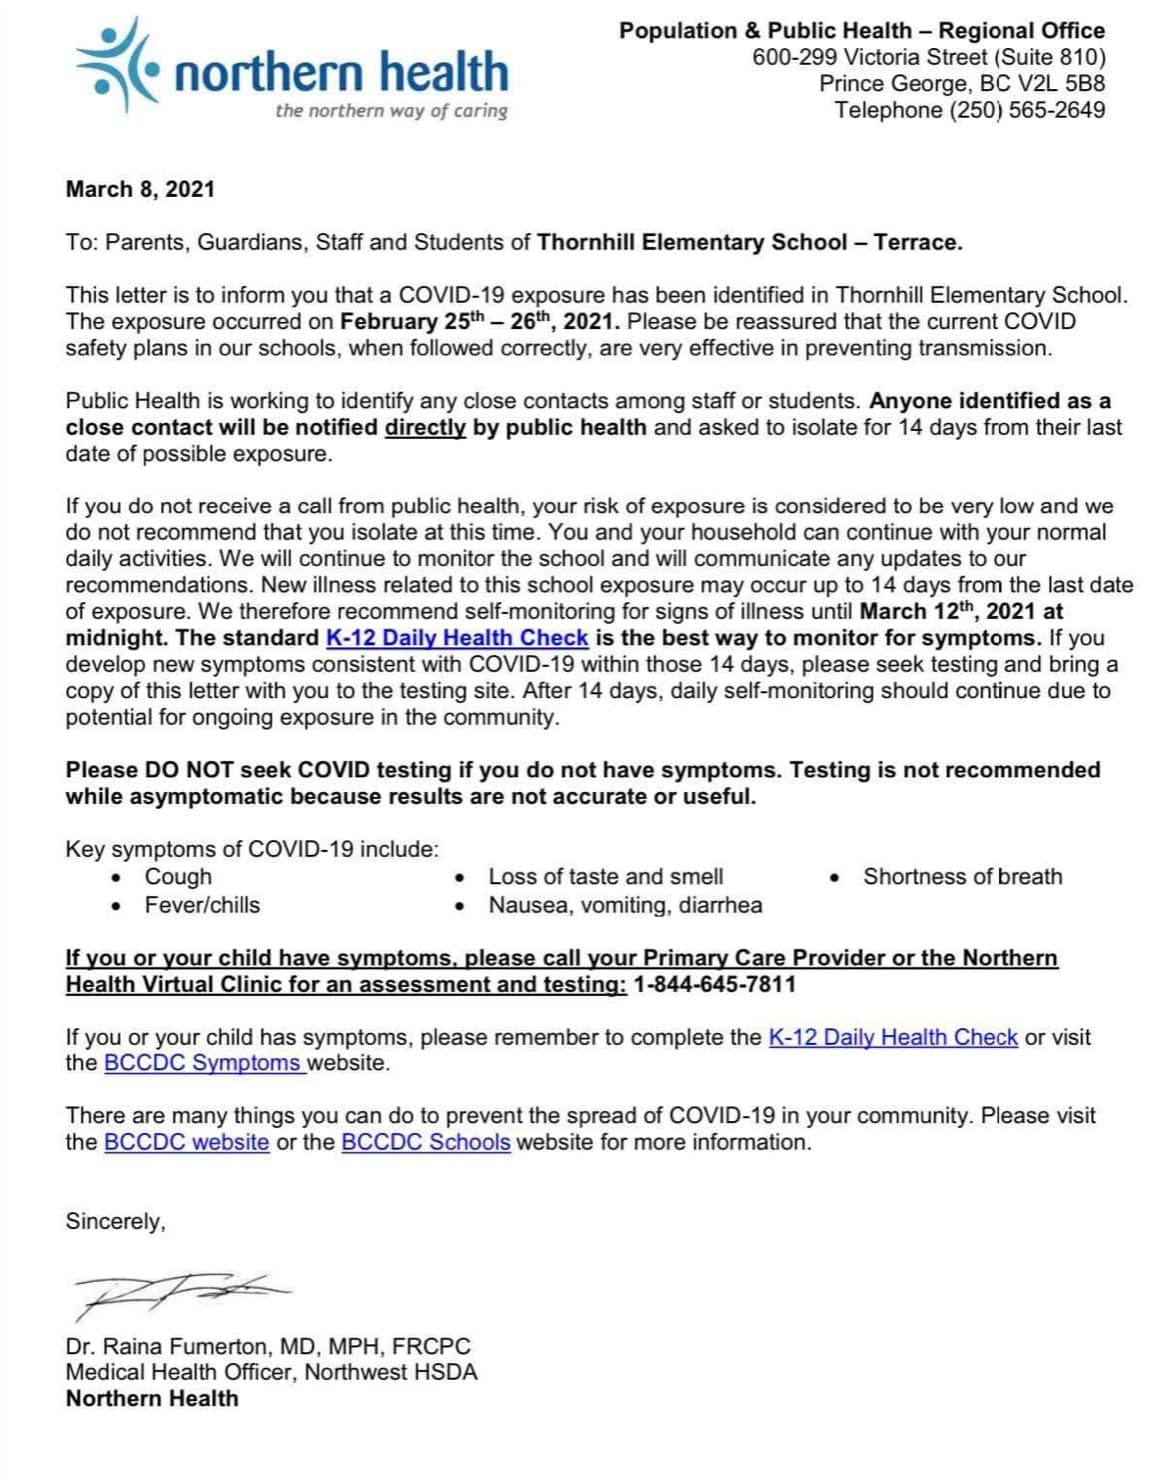 northern health
the northern way of caring
Population & Public Health – Regional Office
600-299 Victoria Street (Suite 810)
Prince George, BC V2L 5B8
Telephone (250) 565-2649
March 8, 2021
To: Parents, Guardians, Staff and Students of Thornhill Elementary School – Terrace.
This letter is to inform you that a COVID-19 exposure has been identified in Thornhill Elementary School.
The exposure occurred on February 25th – 26th, 2021. Please be reassured that the current COVID
safety plans in our schools, when followed correctly, are very effective in preventing transmission.
Public Health is working to identify any close contacts among staff or students. Anyone identified as a
close contact will be notified directly by public health and asked to isolate for 14 days from their last
date of possible exposure.
If you do not receive a call from public health, your risk of exposure is considered to be very low and we
do not recommend that you isolate at this time. You and your household can continue with your normal
daily activities. We will continue to monitor the school and will communicate any updates to our
recommendations. New illness related to this school exposure may occur up to 14 days from the last date
of exposure. We therefore recommend self-monitoring for signs of illness until March 12th, 2021 at
midnight. The standard K-12 Daily Health Check is the best way to monitor for symptoms. If you
develop new symptoms consistent with COVID-19 within those 14 days, please seek testing and bring a
copy of this letter with you to the testing site. After 14 days, daily self-monitoring should continue due to
potential for ongoing exposure in the community.
Please DO NOT seek COVID testing if you do not have symptoms. Testing is not recommended
while asymptomatic because results are not accurate or useful.
Key symptoms of COVID-19 include:
• Cough • Loss of taste and smell • Shortness of breath
• Fever/chills • Nausea, vomiting, diarrhea
If you or your child have symptoms, please call your Primary Care Provider or the Northern
Health Virtual Clinic for an assessment and testing: 1-844-645-7811
If you or your child has symptoms, please remember to complete the K-12 Daily Health Check or visit
the BCCDC Symptoms website.
There are many things you can do to prevent the spread of COVID-19 in your community. Please visit
the BCCDC website or the BCCDC Schools website for more information.
Sincerely,
Dr. Raina Fumerton, MD, MPH, FRCPC
Medical Health Officer, Northwest HSDA
Northern Health